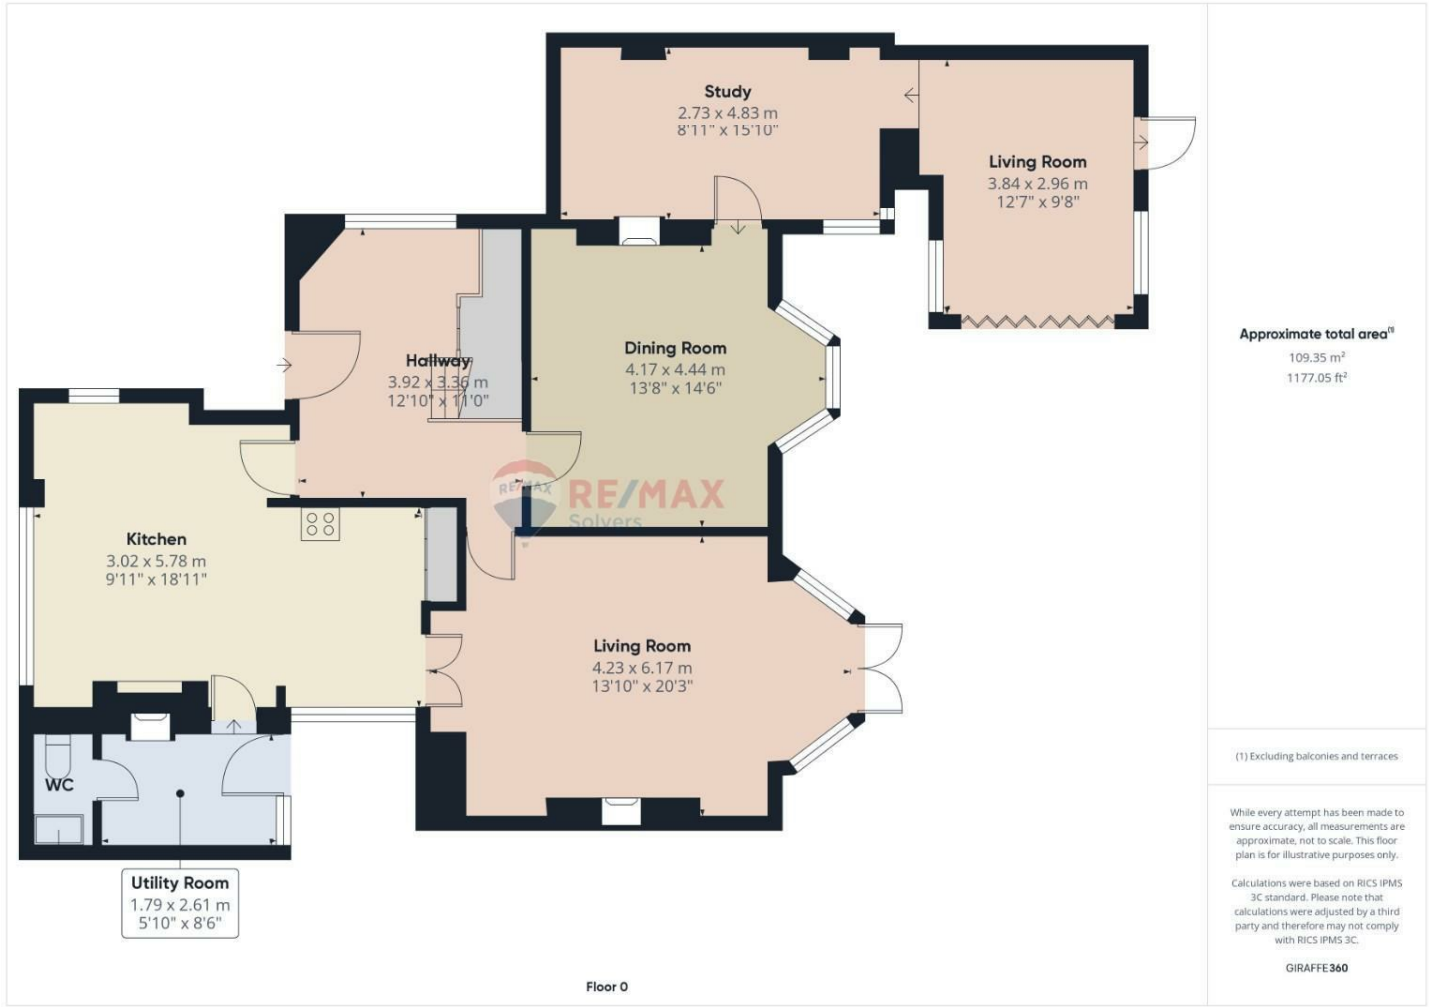 Study
2.73 x 4.83 m
8'11" x 15'10"
Living Room
3.84 x 2.96 m
12'7" x 9'8"
Hallway
3.92 x 3.36 m
12'10" x 11'0"
Dining Room
4.17 x 4.44 m
13'8" x 14'6"
RE/MAX
RE/MAX
Solvers
Kitchen
3.02 x 5.78 m
9'11" x 18'11"
Living Room
4.23 x 6.17 m
13'10" x 20'3"
WC
Utility Room
1.79 x 2.61 m
5'10" x 8'6"
Floor 0
Approximate total area(1)
109.35 m²
1177.05 ft²
(1) Excluding balconies and terraces
While every attempt has been made to
ensure accuracy, all measurements are
approximate, not to scale. This floor
plan is for illustrative purposes only.
Calculations were based on RICS IPMS
3C standard. Please note that
calculations were adjusted by a third
party and therefore may not comply
with RICS IPMS 3C.
GIRAFFE360